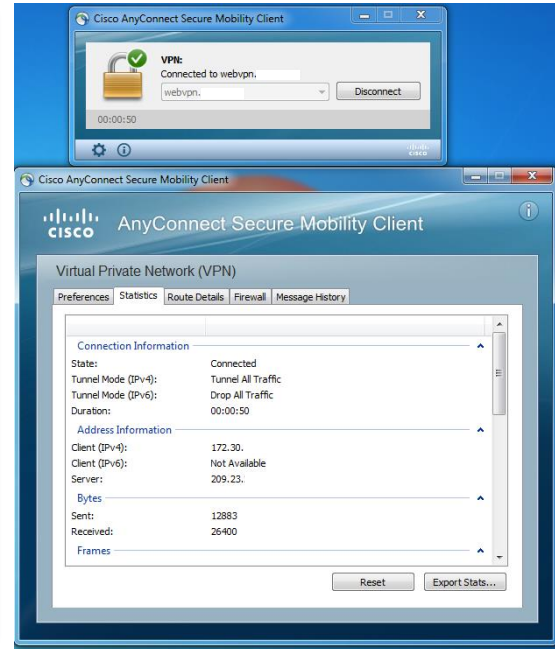 Cisco AnyConnect Secure Mobility Client
VPN:
Connected to webvpn.
webvpn.
Disconnect
00:00:50
cisco
Cisco AnyConnect Secure Mobility Client
cisco AnyConnect Secure Mobility Client
Virtual Private Network (VPN)
Preferences Statistics Route Details Firewall Message History
Connection Information
State: Connected
Tunnel Mode (IPv4): Tunnel All Traffic
Tunnel Mode (IPv6): Drop All Traffic
Duration: 00:00:50
Address Information
Client (IPv4): 172.30.
Client (IPv6): Not Available
Server: 209.23.
Bytes
Sent: 12883
Received: 26400
Frames
Reset Export Stats...